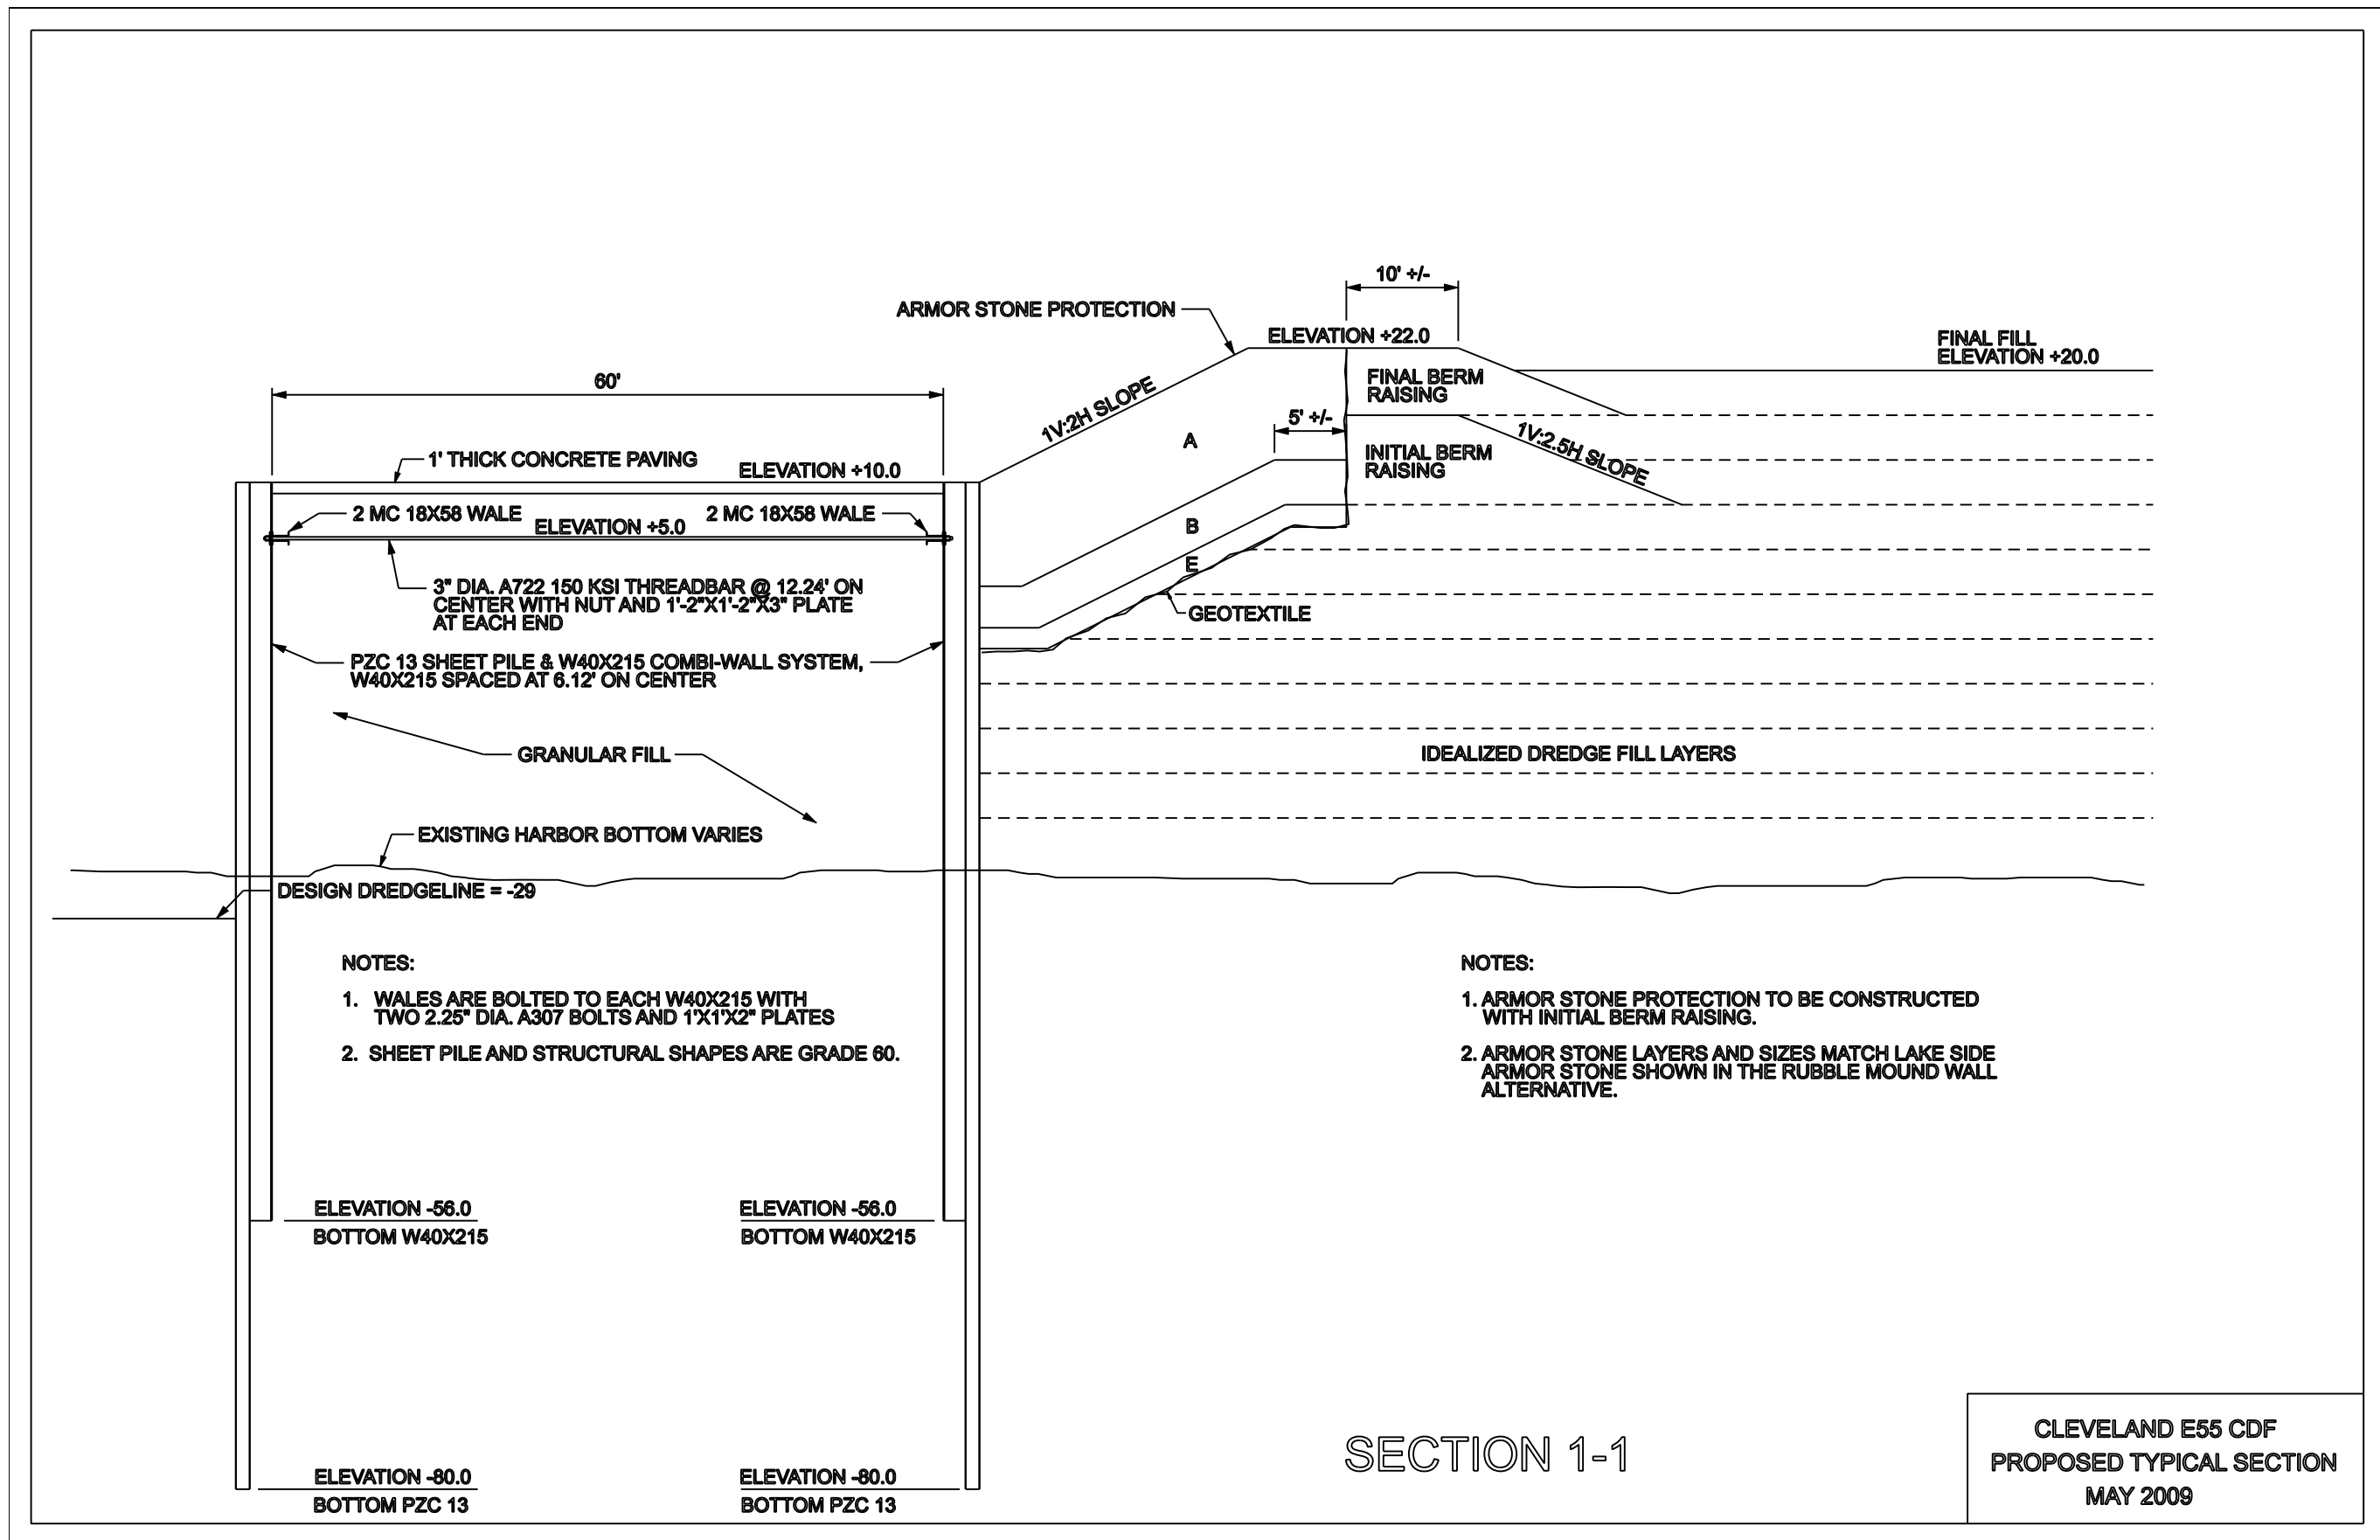 10' +/-
ARMOR STONE PROTECTION
ELEVATION +22.0
FINAL FILL
ELEVATION +20.0
60'
1V:2H SLOPE
FINAL BERM
RAISING
5' +/-
A
1V:2.5H SLOPE
1' THICK CONCRETE PAVING
ELEVATION +10.0
INITIAL BERM
RAISING
2 MC 18X58 WALE
ELEVATION +5.0
2 MC 18X58 WALE
B
E
3" DIA. A722 150 KSI THREADBAR @ 12.24' ON
CENTER WITH NUT AND 1'-2"X1'-2"X3" PLATE
AT EACH END
GEOTEXTILE
PZC 13 SHEET PILE & W40X215 COMBI-WALL SYSTEM,
W40X215 SPACED AT 6.12' ON CENTER
GRANULAR FILL
IDEALIZED DREDGE FILL LAYERS
EXISTING HARBOR BOTTOM VARIES
DESIGN DREDGELINE = -29
NOTES:
1. WALES ARE BOLTED TO EACH W40X215 WITH
TWO 2.25" DIA. A307 BOLTS AND 1'X1'X2" PLATES
2. SHEET PILE AND STRUCTURAL SHAPES ARE GRADE 60.
NOTES:
1. ARMOR STONE PROTECTION TO BE CONSTRUCTED
WITH INITIAL BERM RAISING.
2. ARMOR STONE LAYERS AND SIZES MATCH LAKE SIDE
ARMOR STONE SHOWN IN THE RUBBLE MOUND WALL
ALTERNATIVE.
ELEVATION -56.0
BOTTOM W40X215
ELEVATION -56.0
BOTTOM W40X215
ELEVATION -80.0
BOTTOM PZC 13
ELEVATION -80.0
BOTTOM PZC 13
SECTION 1-1
CLEVELAND E55 CDF
PROPOSED TYPICAL SECTION
MAY 2009